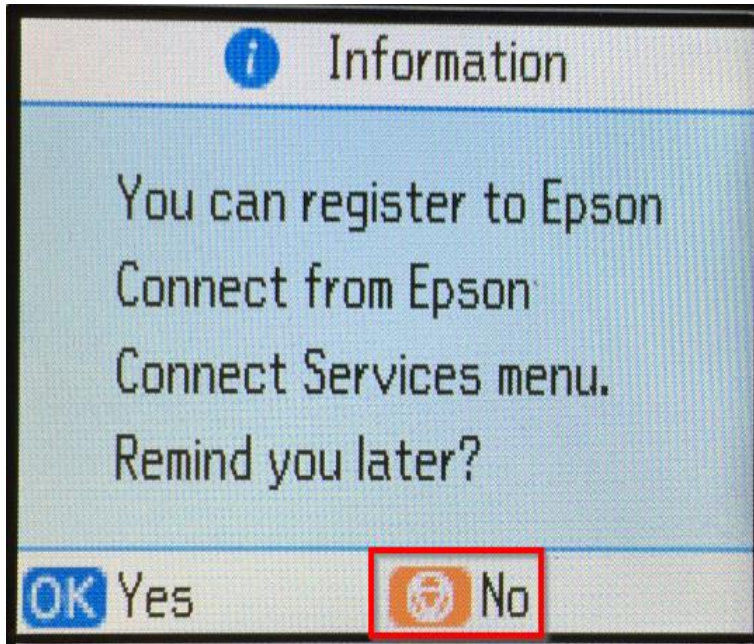 i Information
You can register to Epson
Connect from Epson
Connect Services menu.
Remind you later?
OK Yes No